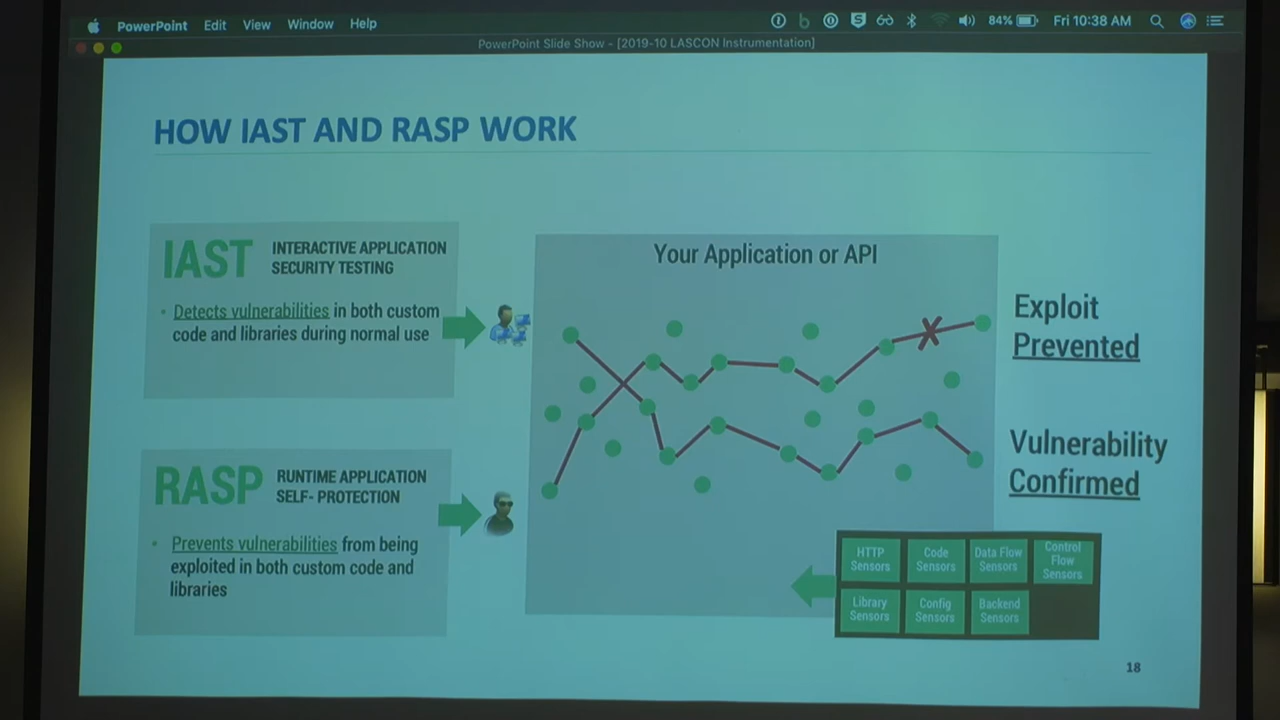 PowerPoint Edit View Window Help
84% Fri 10:38 AM
PowerPoint Slide Show - [2019-10 LASCON Instrumentation]
HOW IAST AND RASP WORK
IAST
INTERACTIVE APPLICATION
SECURITY TESTING
• Detects vulnerabilities in both custom
code and libraries during normal use
RASP
RUNTIME APPLICATION
SELF- PROTECTION
• Prevents vulnerabilities from being
exploited in both custom code and
libraries
Your Application or API
Exploit
Prevented
Vulnerability
Confirmed
HTTP
Sensors
Code
Sensors
Data Flow
Sensors
Control
Flow
Sensors
Library
Sensors
Config
Sensors
Backend
Sensors
18